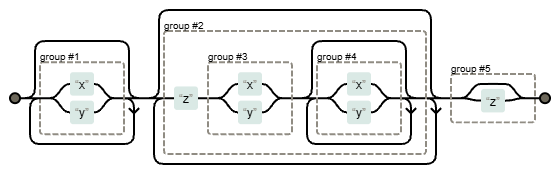 group #2
group #1 group #3 group #4 group #5
"x" "x" "x"
"z" "z"
"y" "y" "y"